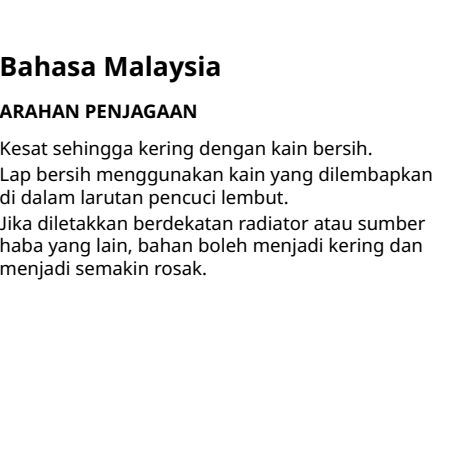 Bahasa Malaysia
ARAHAN PENJAGAAN
Kesat sehingga kering dengan kain bersih.
Lap bersih menggunakan kain yang dilembapkan
di dalam larutan pencuci lembut.
Jika diletakkan berdekatan radiator atau sumber
haba yang lain, bahan boleh menjadi kering dan
menjadi semakin rosak.